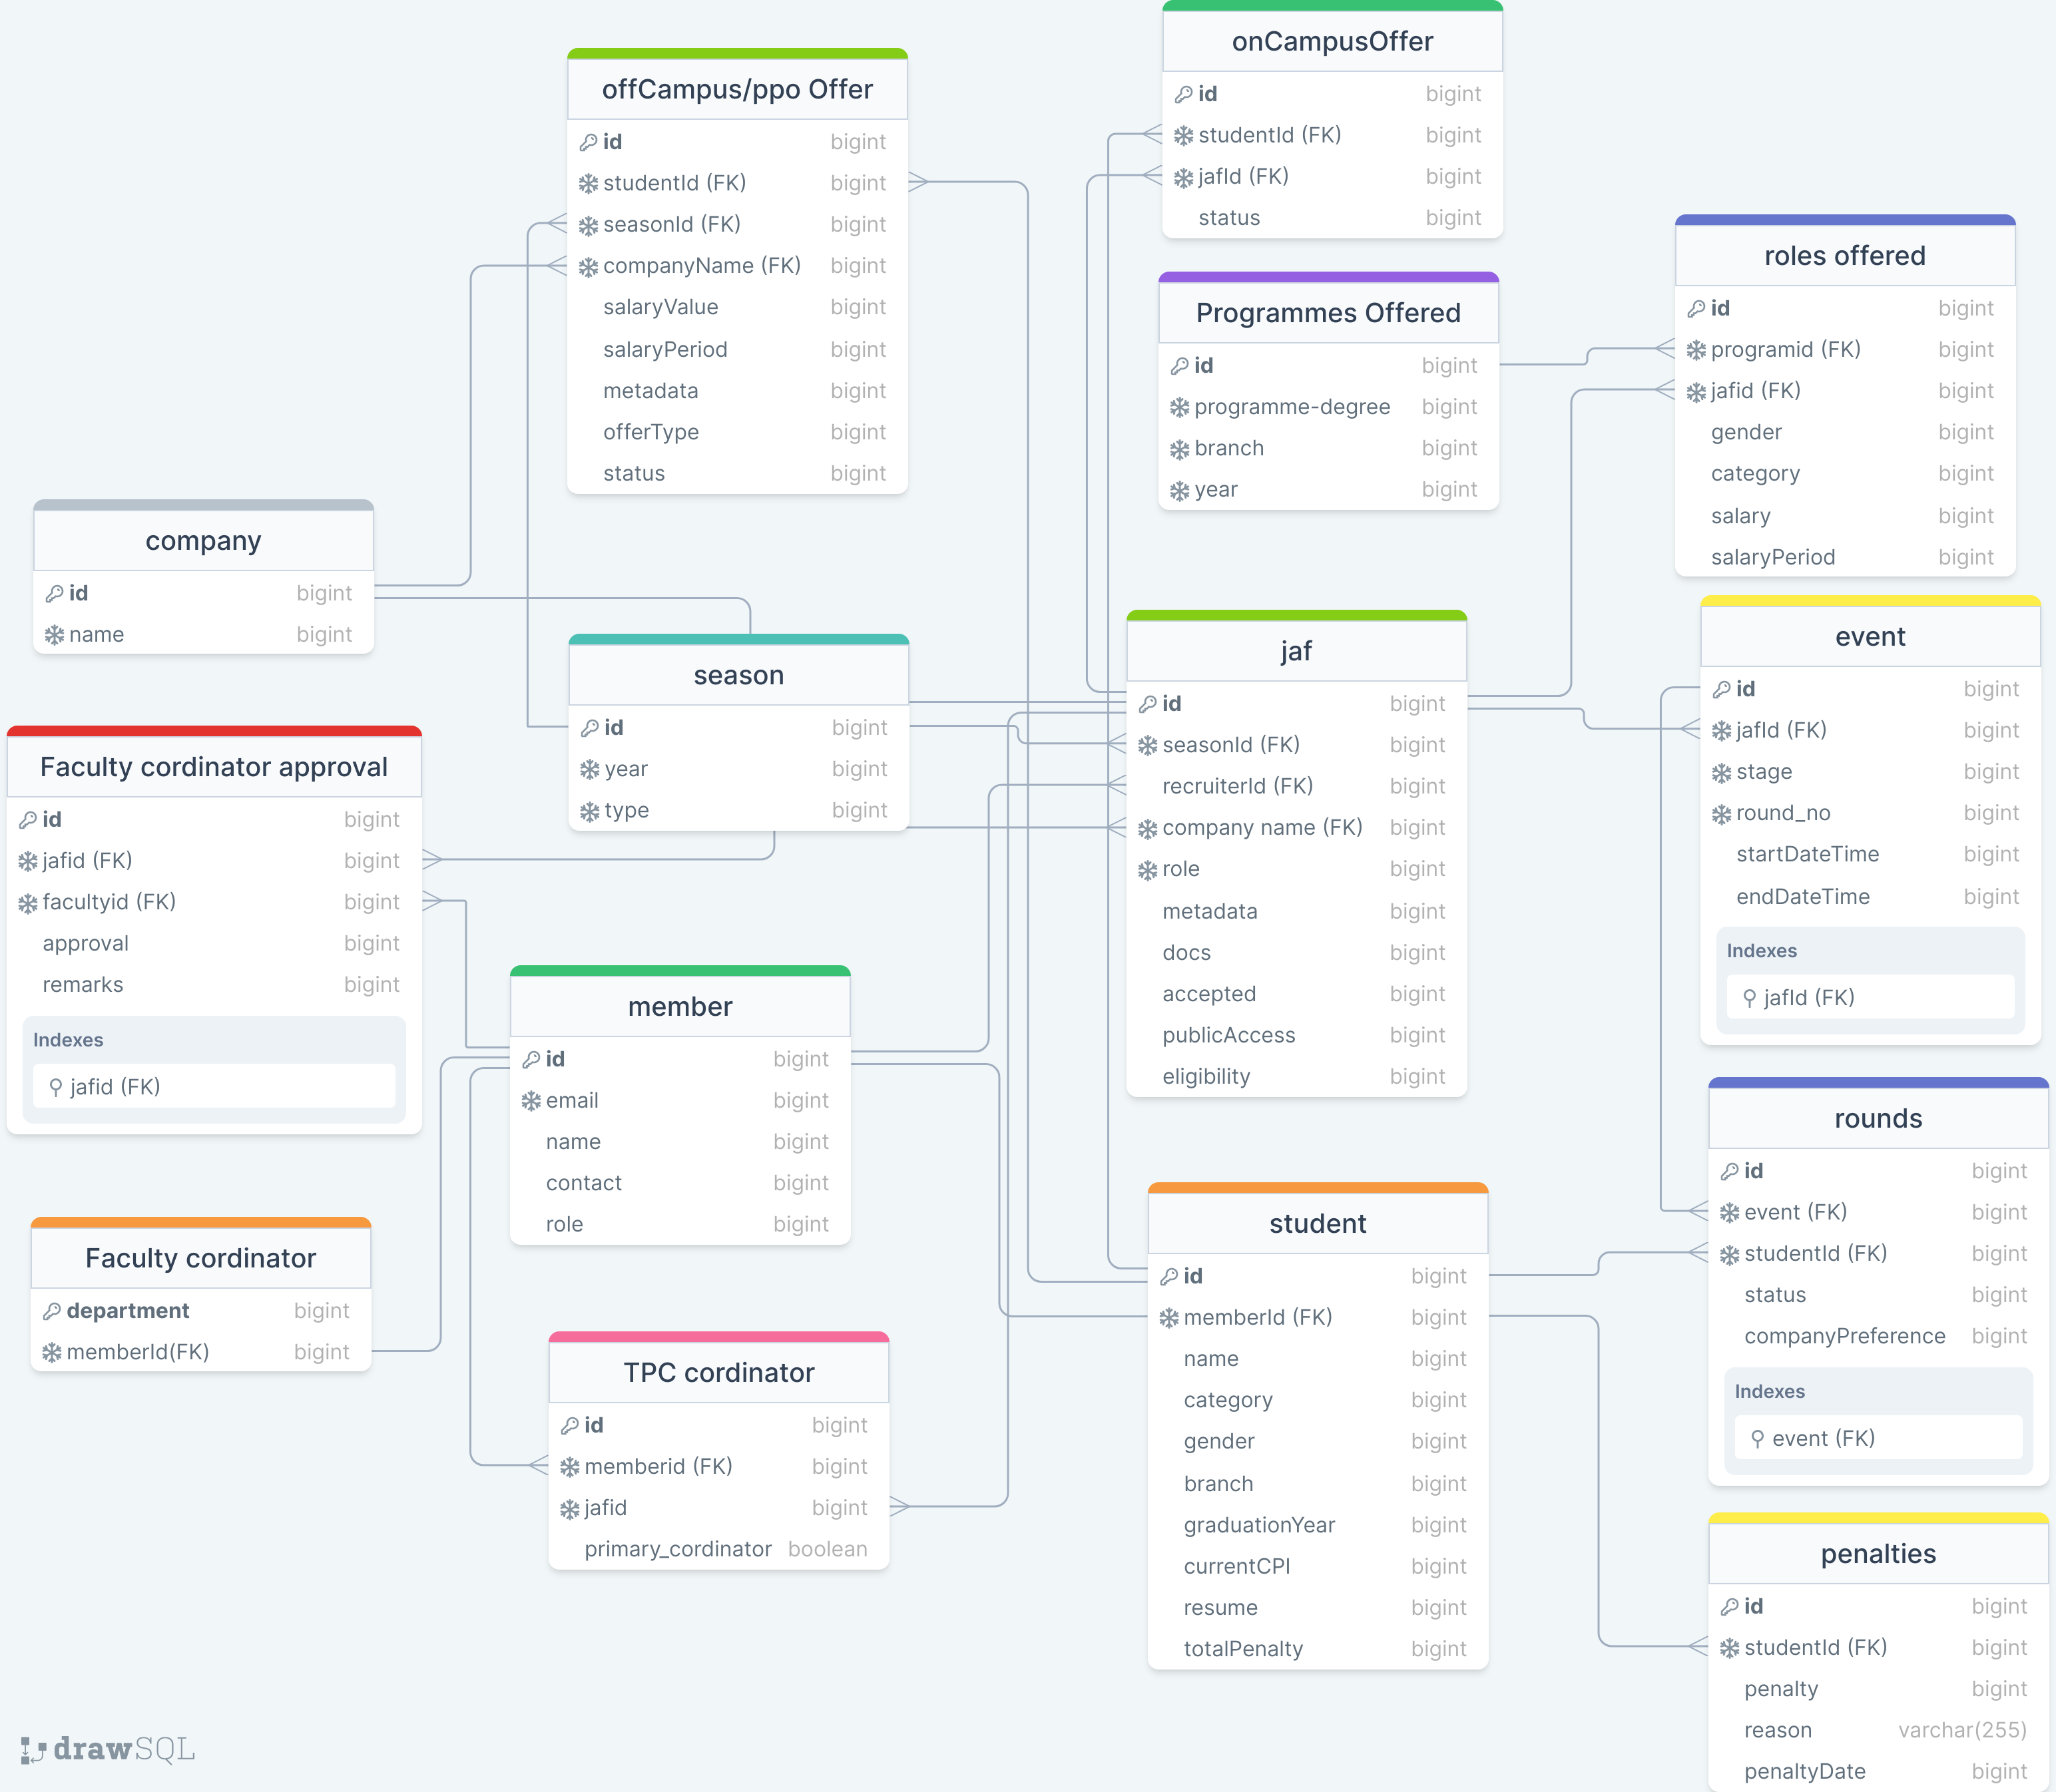 offCampus/ppo Offer
id bigint
studentId (FK) bigint
seasonId (FK) bigint
companyName (FK) bigint
salaryValue bigint
salaryPeriod bigint
metadata bigint
offerType bigint
status bigint
onCampusOffer
id bigint
studentId (FK) bigint
jafId (FK) bigint
status bigint
Programmes Offered
id bigint
programme-degree bigint
branch bigint
year bigint
roles offered
id bigint
programid (FK) bigint
jafid (FK) bigint
gender bigint
category bigint
salary bigint
salaryPeriod bigint
company
id bigint
name bigint
season
id bigint
year bigint
type bigint
jaf
id bigint
seasonId (FK) bigint
recruiterId (FK) bigint
company name (FK) bigint
role bigint
metadata bigint
docs bigint
accepted bigint
publicAccess bigint
eligibility bigint
event
id bigint
jafId (FK) bigint
stage bigint
round_no bigint
startDateTime bigint
endDateTime bigint
Indexes
jafId (FK)
Faculty cordinator approval
id bigint
jafid (FK) bigint
facultyid (FK) bigint
approval bigint
remarks bigint
Indexes
jafid (FK)
member
id bigint
email bigint
name bigint
contact bigint
role bigint
rounds
id bigint
event (FK) bigint
studentId (FK) bigint
status bigint
companyPreference bigint
Indexes
event (FK)
Faculty cordinator
department bigint
memberId(FK) bigint
TPC cordinator
id bigint
memberid (FK) bigint
jafid bigint
primary_cordinator boolean
student
id bigint
memberId (FK) bigint
name bigint
category bigint
gender bigint
branch bigint
graduationYear bigint
currentCPI bigint
resume bigint
totalPenalty bigint
penalties
id bigint
studentId (FK) bigint
penalty bigint
reason varchar(255)
penaltyDate bigint
drawSQL